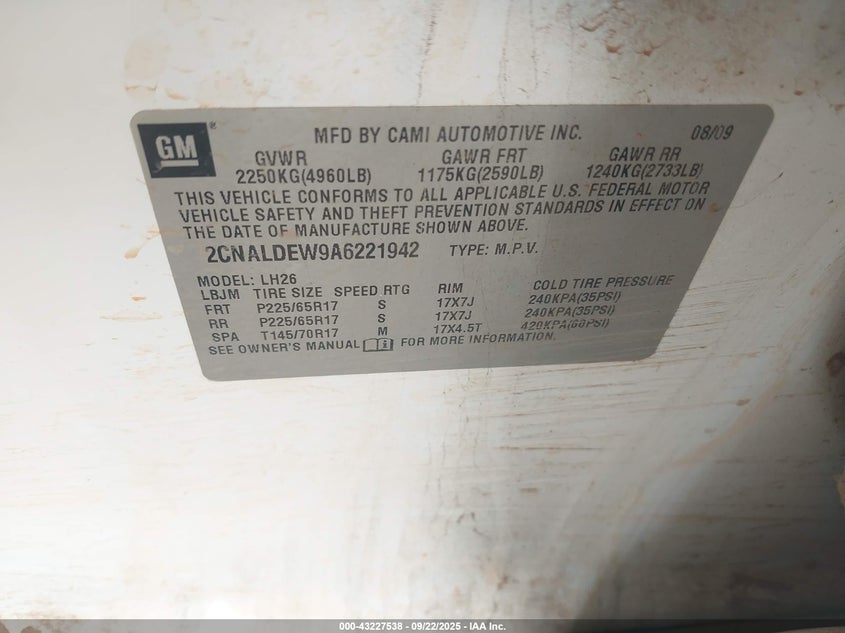 GM ® MFD BY CAMI AUTOMOTIVE INC. 08/09
GVWR GAWR FRT GAWR RR
2250KG(4960LB) 1175KG(2590LB) 1240KG(2733LB)
THIS VEHICLE CONFORMS TO ALL APPLICABLE U.S. FEDERAL MOTOR
VEHICLE SAFETY AND THEFT PREVENTION STANDARDS IN EFFECT ON
THE DATE OF MANUFACTURE SHOWN ABOVE.
2CNALDEW9A6221942 TYPE: M.P.V.
MODEL: LH26
LBJM TIRE SIZE SPEED RTG RIM COLD TIRE PRESSURE
FRT P225/65R17 S 17X7J 240KPA(35PSI)
RR P225/65R17 S 17X7J 240KPA(35PSI)
SPA T145/70R17 M 17X4.5T 420KPA(60PSI)
SEE OWNER'S MANUAL i FOR MORE INFORMATION.
000-43227538 - 09/22/2025 - IAA Inc.